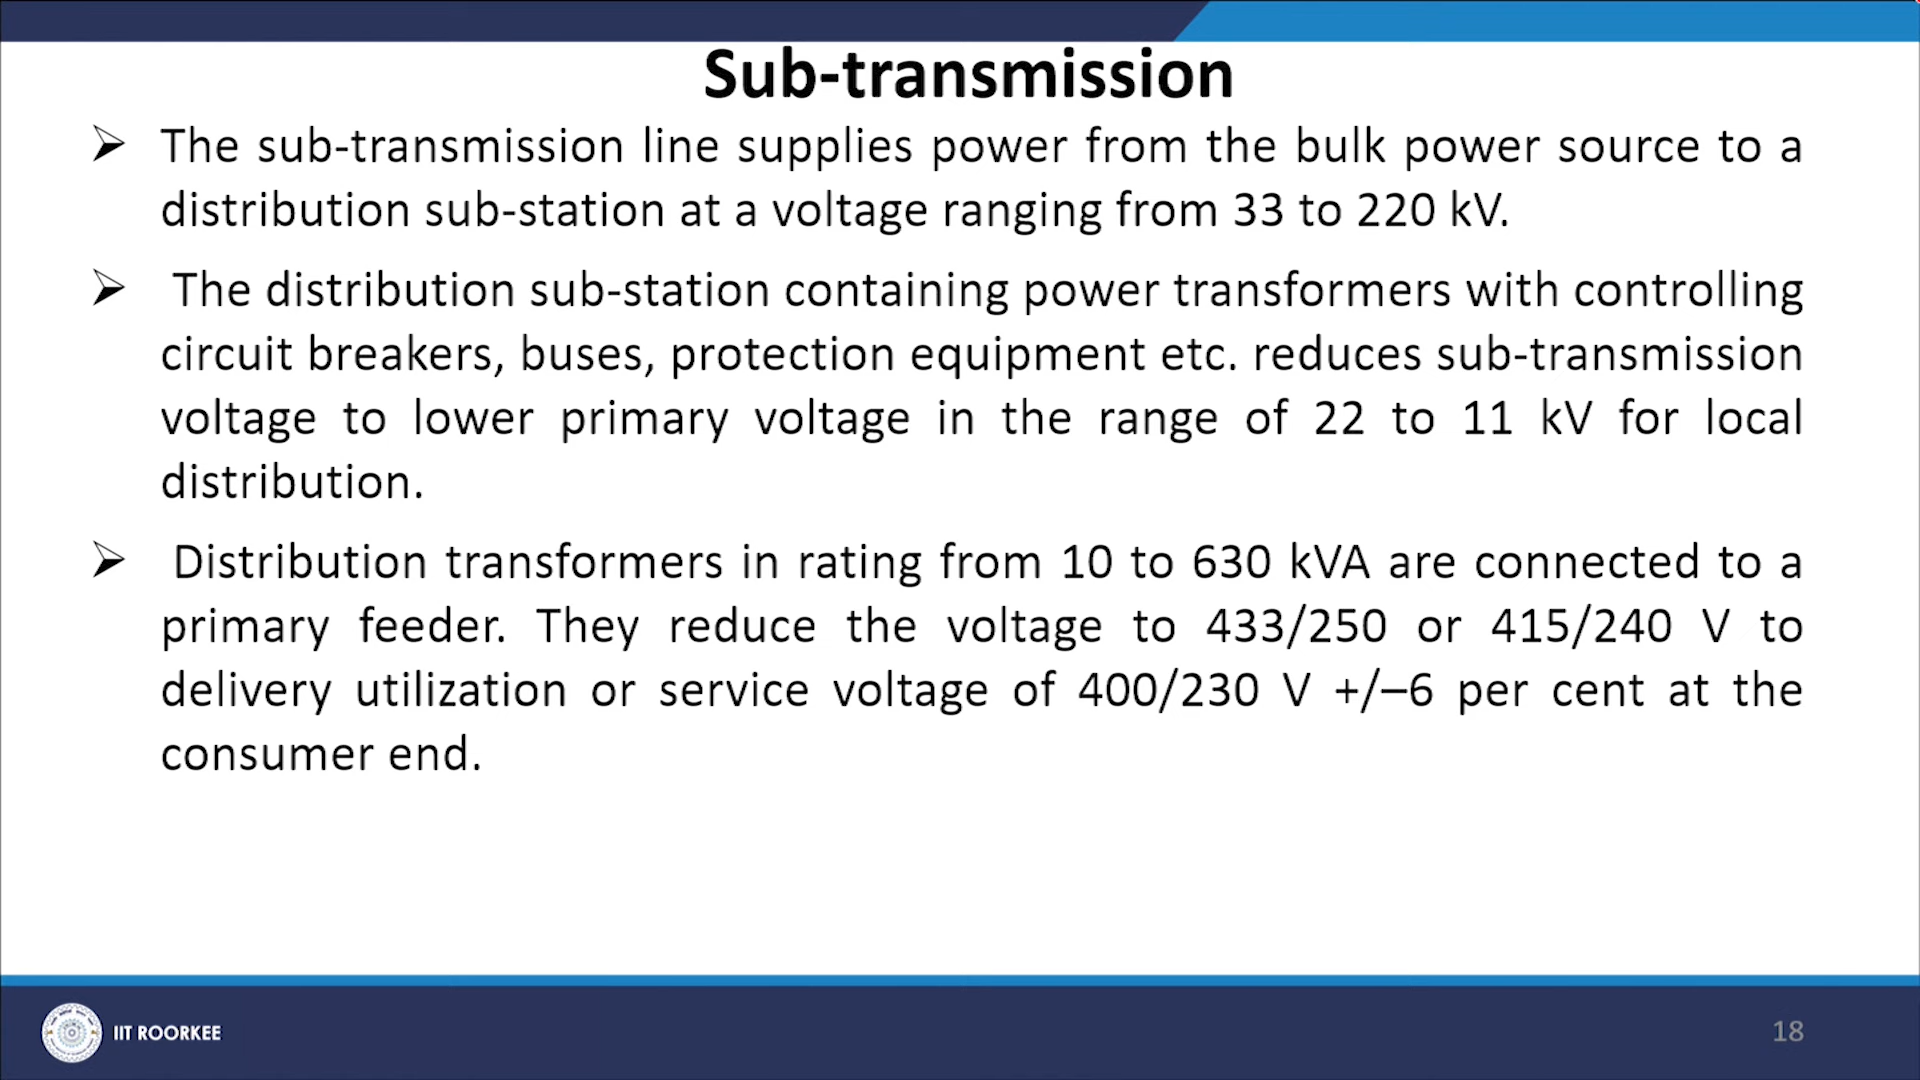 Sub-transmission
➢ The sub-transmission line supplies power from the bulk power source to a
distribution sub-station at a voltage ranging from 33 to 220 kV.
➢ The distribution sub-station containing power transformers with controlling
circuit breakers, buses, protection equipment etc. reduces sub-transmission
voltage to lower primary voltage in the range of 22 to 11 kV for local
distribution.
➢ Distribution transformers in rating from 10 to 630 kVA are connected to a
primary feeder. They reduce the voltage to 433/250 or 415/240 V to
delivery utilization or service voltage of 400/230 V +/–6 per cent at the
consumer end.
IIT ROORKEE
18